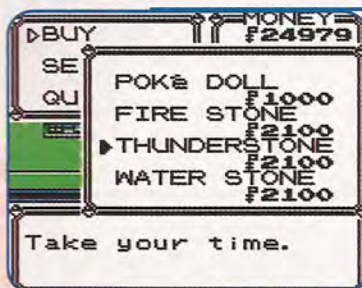 BUY
MONEY
₽24979
SE
QU
POKé DOLL
₽1000
FIRE STONE
₽2100
THUNDERSTONE
₽2100
WATER STONE
₽2100
Take your time.